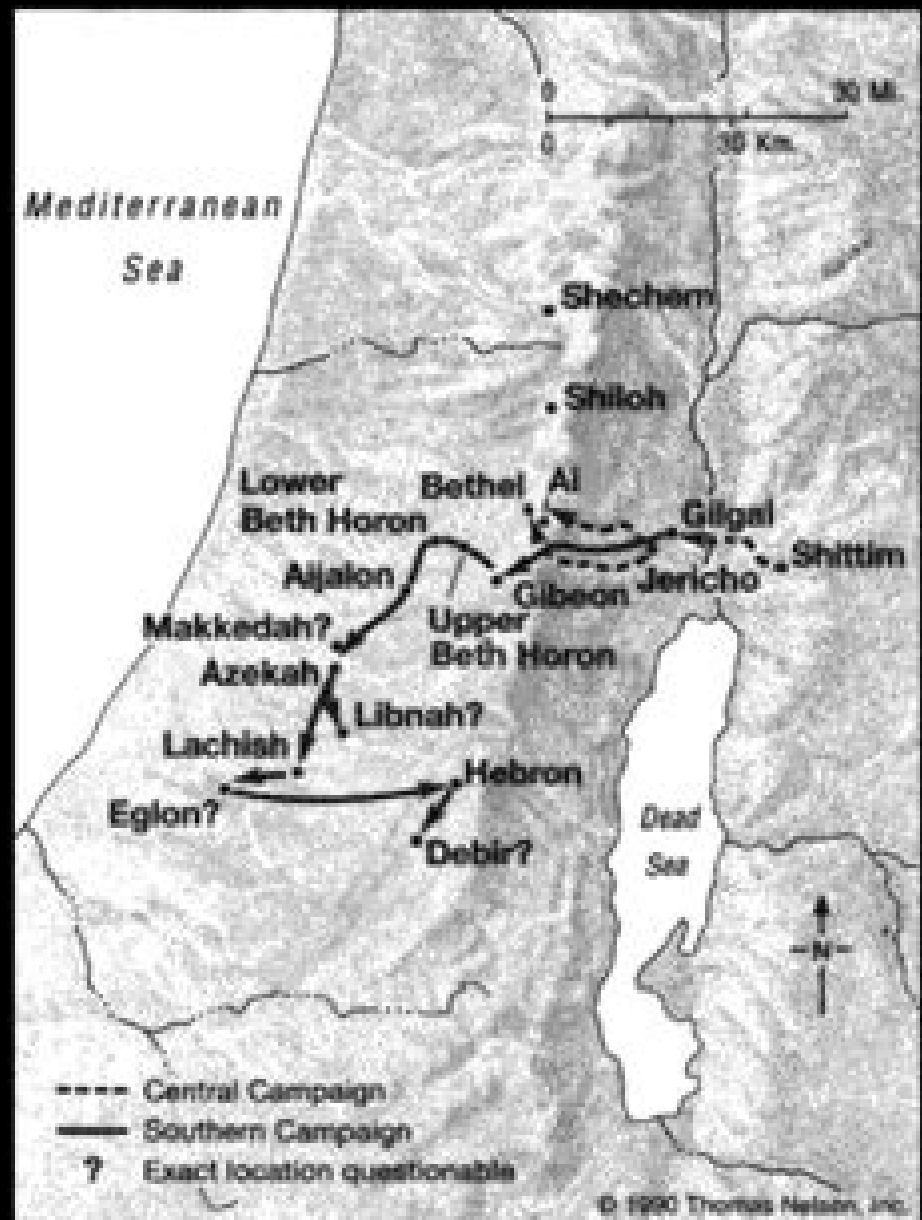 0 30 Mi.
0 30 Km.
Mediterranean
Sea
Shechem
Shiloh
Lower
Beth Horon
Bethel
Ai
Gilgal
Shittim
Aijalon
Gibeon
Jericho
Makkedah?
Upper
Beth Horon
Azekah
Libnah?
Lachish
Hebron
Eglon?
Debir?
Dead
Sea
N
Central Campaign
Southern Campaign
? Exact location questionable
© 1990 Thomas Nelson, Inc.